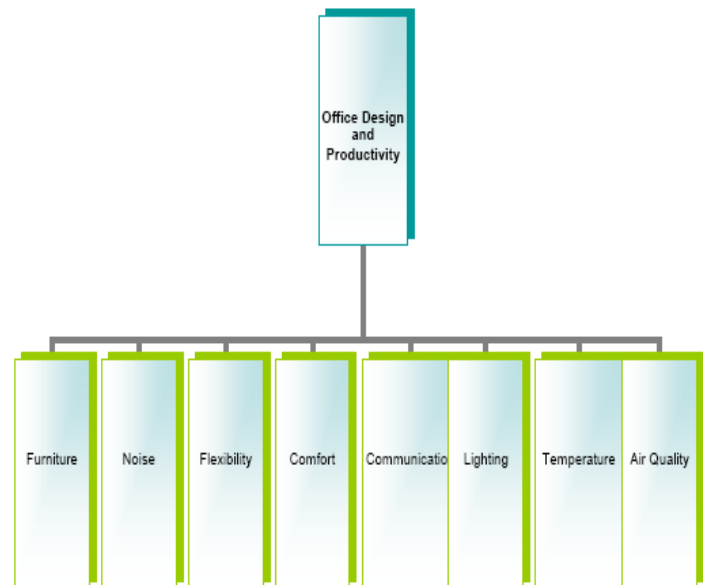 Office Design
and
Productivity
Furniture
Noise
Flexibility
Comfort
Communicatio
Lighting
Temperature
Air Quality